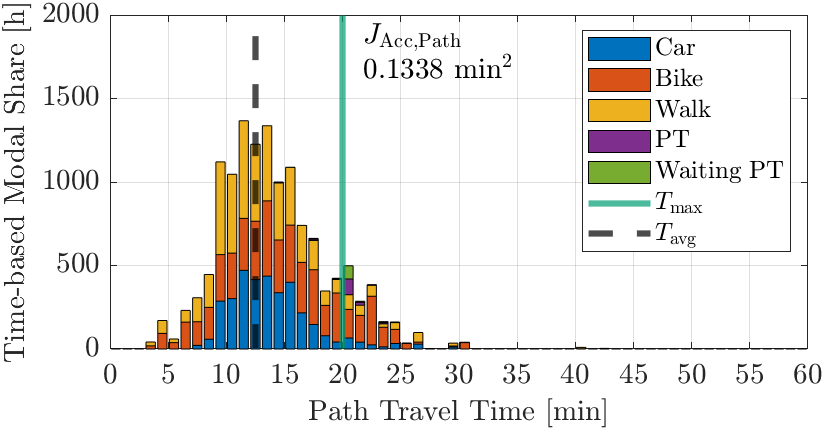 2000
1500
1000
500
0
Time-based Modal Share [h]
J_Acc,Path
0.1338 min²
Car
Bike
Walk
PT
Waiting PT
T_max
T_avg
0 5 10 15 20 25 30 35 40 45 50 55 60
Path Travel Time [min]